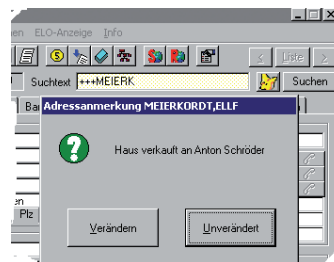 en ELO-Anzeige Info
< Liste >
Suchtext +++MEIERK Suchen
Ba
Adressanmerkung MEIERKORDT,ELLF
Haus verkauft an Anton Schröder
en
Plz
Verändern Unverändert